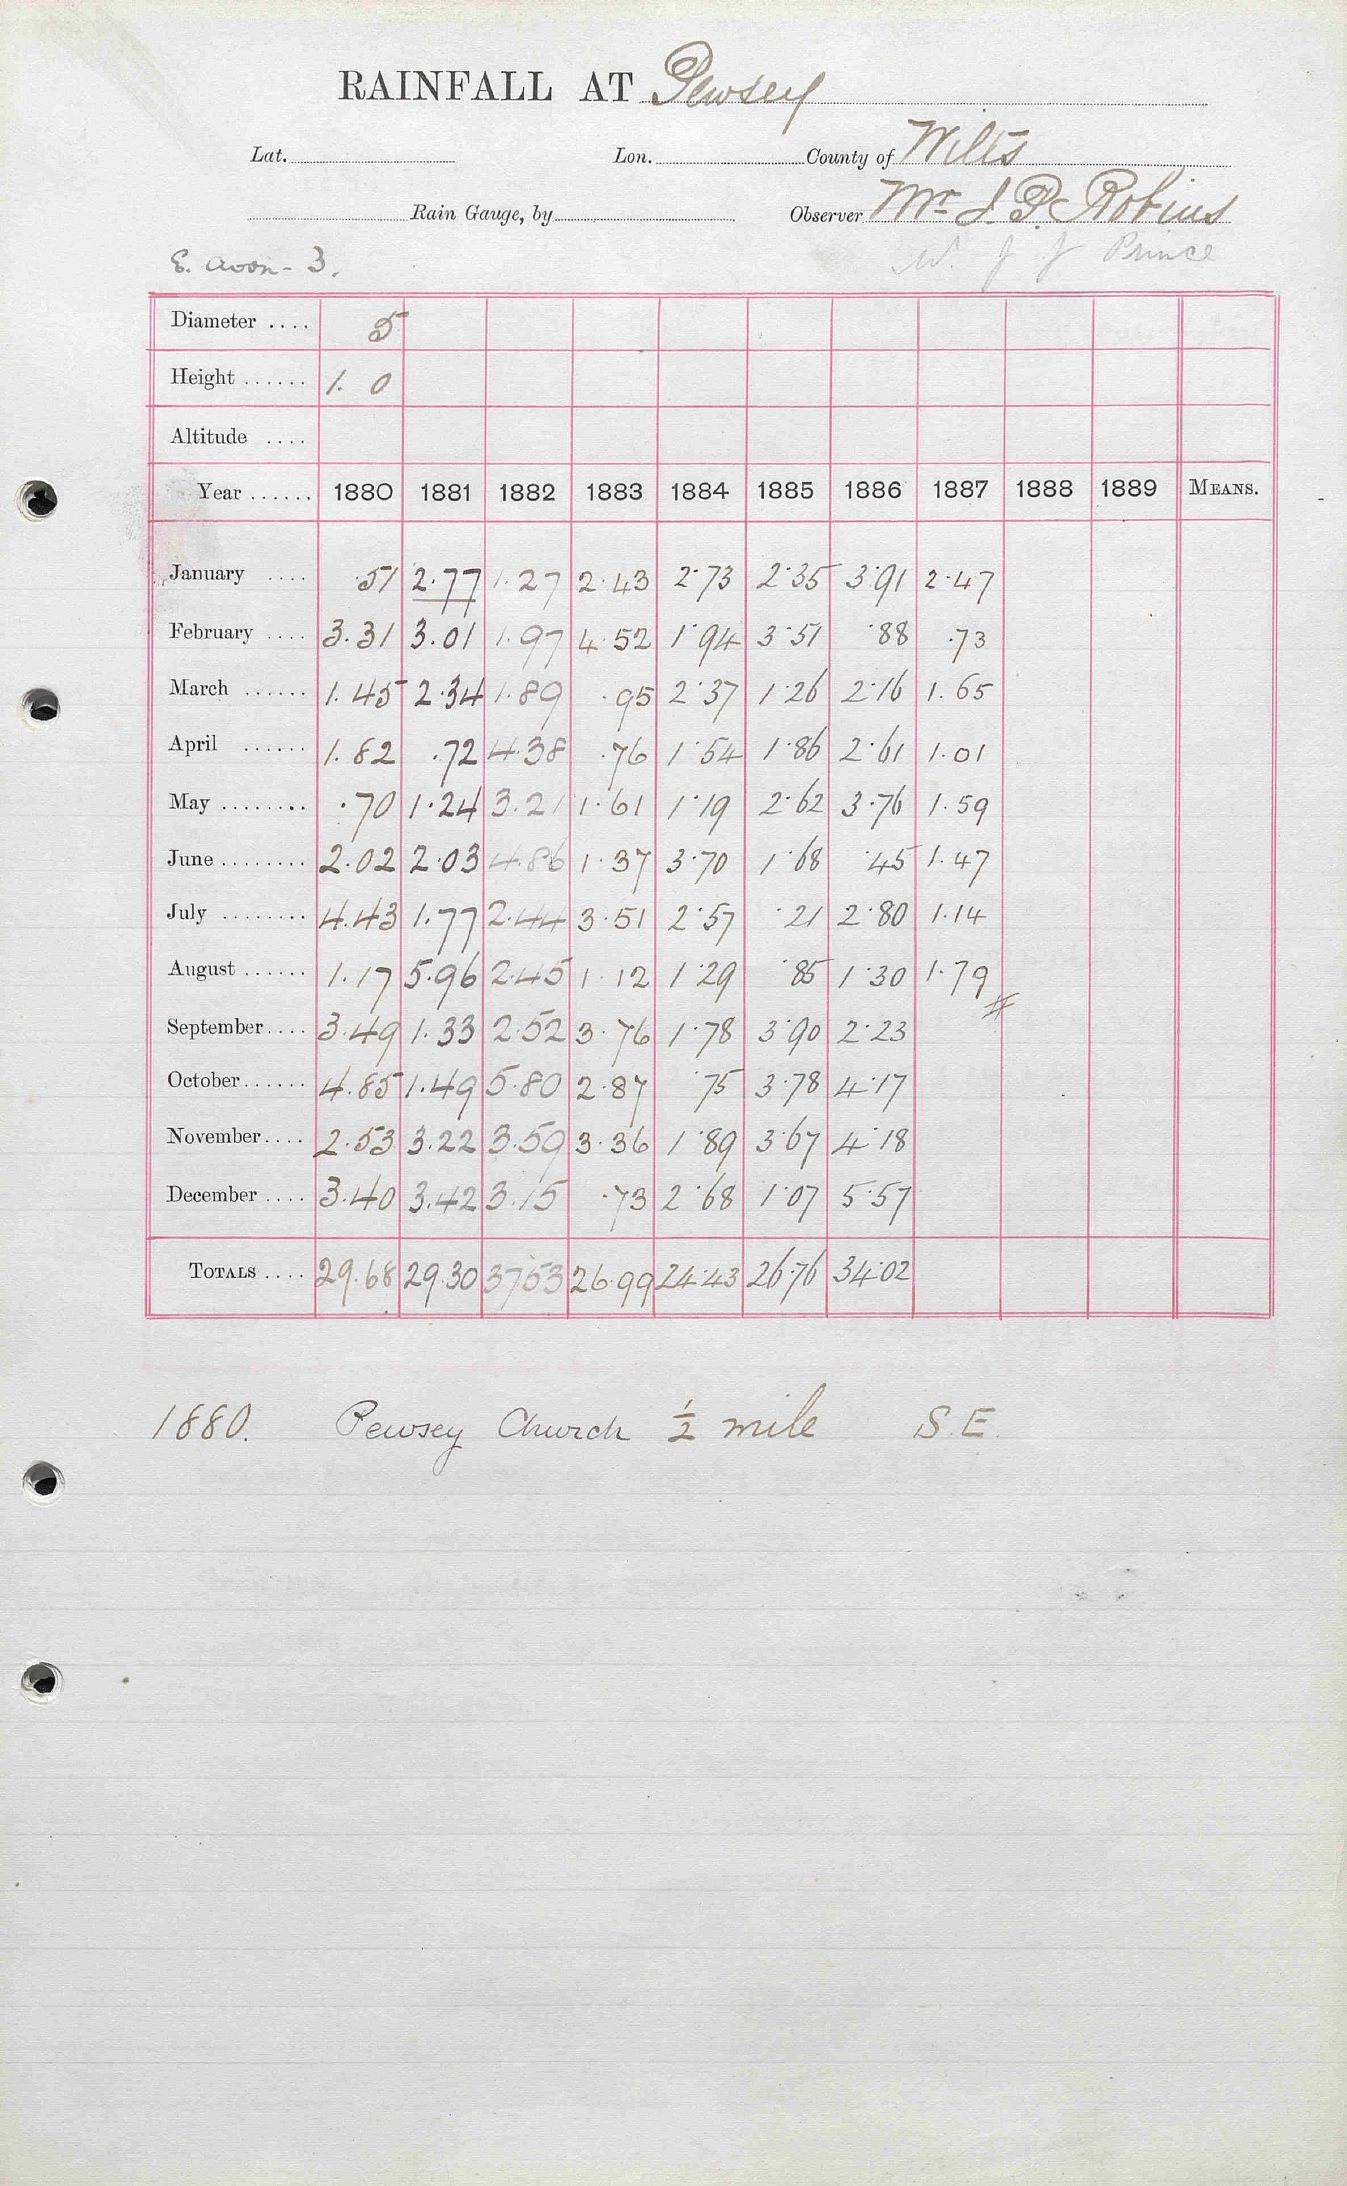 RAINFALL AT Pewsey
Lat. Lon. County of Wilts
Rain Gauge, by Observer Mr J. P. Robins
E. Avon - 3. Prince
Diameter .... 5
Height ...... 1. 0
Altitude ....
Year ...... 1880 1881 1882 1883 1884 1885 1886 1887 1888 1889 MEANS.
January .... .51 2.77 1.27 2.43 2.73 2.35 3.91 2.47
February .... 3.31 3.01 1.97 4.52 1.94 3.51 .88 .73
March ...... 1.45 2.34 1.89 .95 2.37 1.26 2.16 1.65
April ...... 1.82 .72 4.38 .76 1.54 1.86 2.61 1.01
May ........ .70 1.24 3.21 1.61 1.19 2.62 3.76 1.59
June ........ 2.02 2.03 4.86 1.37 3.70 1.68 .45 1.47
July ........ 4.43 1.77 2.44 3.51 2.57 .21 2.80 1.14
August ...... 1.17 5.96 2.45 1.12 1.29 .85 1.30 1.79 #
September.... 3.49 1.33 2.52 3.76 1.78 3.90 2.23
October...... 4.85 1.49 5.80 2.87 .75 3.78 4.17
November.... 2.53 3.22 3.59 3.36 1.89 3.67 4.18
December .... 3.40 3.42 3.15 .73 2.68 1.07 5.57
TOTALS .... 29.68 29.30 37.53 26.99 24.43 26.76 34.02
1880. Pewsey Church ½ mile S.E.